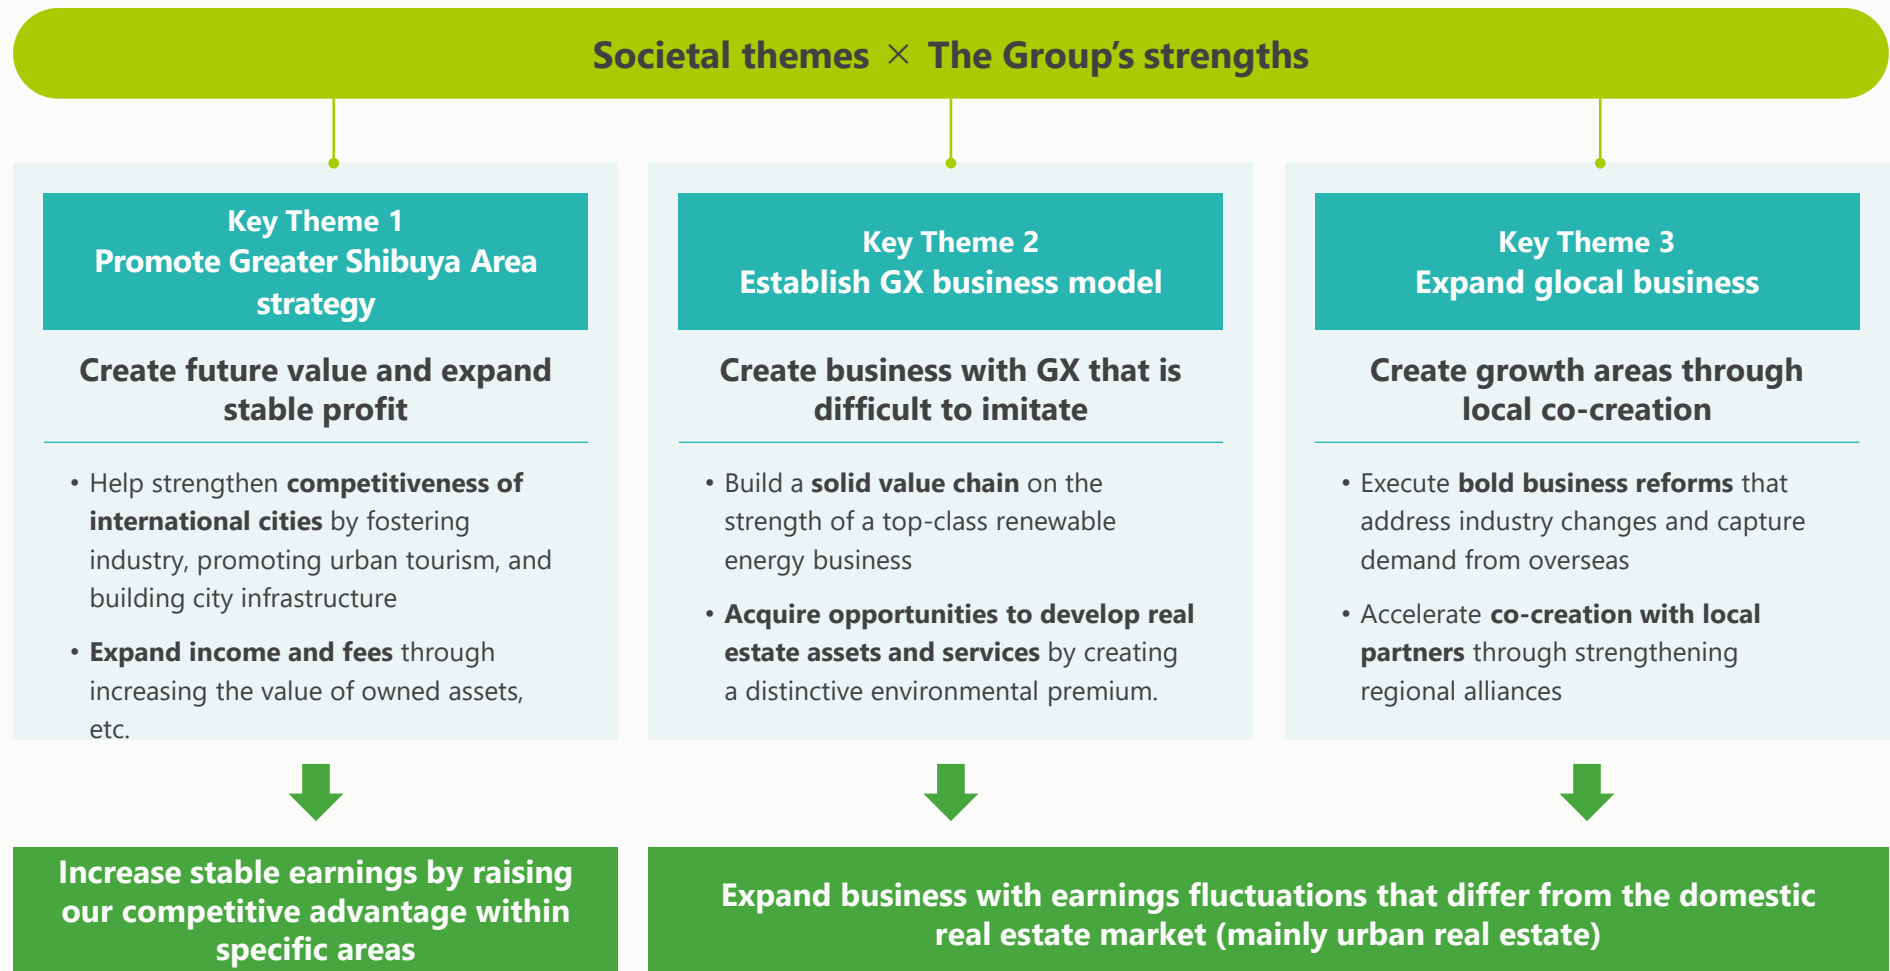 Societal themes × The Group’s strengths
Key Theme 1
Promote Greater Shibuya Area
strategy
Create future value and expand
stable profit
• Help strengthen competitiveness of
international cities by fostering
industry, promoting urban tourism, and
building city infrastructure
• Expand income and fees through
increasing the value of owned assets,
etc.
Key Theme 2
Establish GX business model
Create business with GX that is
difficult to imitate
• Build a solid value chain on the
strength of a top-class renewable
energy business
• Acquire opportunities to develop real
estate assets and services by creating
a distinctive environmental premium.
Key Theme 3
Expand glocal business
Create growth areas through
local co-creation
• Execute bold business reforms that
address industry changes and capture
demand from overseas
• Accelerate co-creation with local
partners through strengthening
regional alliances
Increase stable earnings by raising
our competitive advantage within
specific areas
Expand business with earnings fluctuations that differ from the domestic
real estate market (mainly urban real estate)